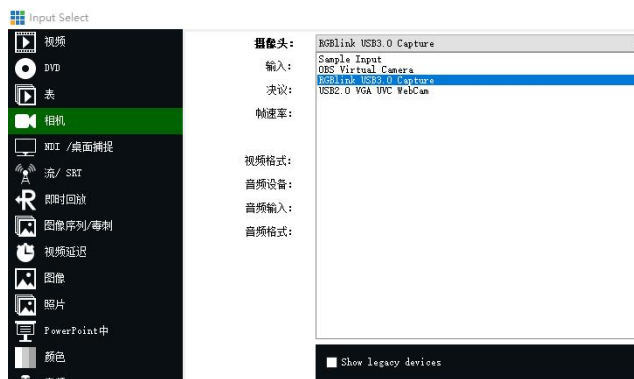 Input Select
视频
DVD
表
相机
NDI /桌面捕捉
流/ SRT
即时回放
图像序列/毒刺
视频延迟
图像
照片
PowerPoint中
颜色
摄像头:
输入:
决议:
帧速率:
视频格式:
音频设备:
音频输入:
音频格式:
RGBlink USB3.0 Capture
Sample Input
OBS Virtual Camera
RGBlink USB3.0 Capture
USB2.0 VGA UVC WebCam
Show legacy devices